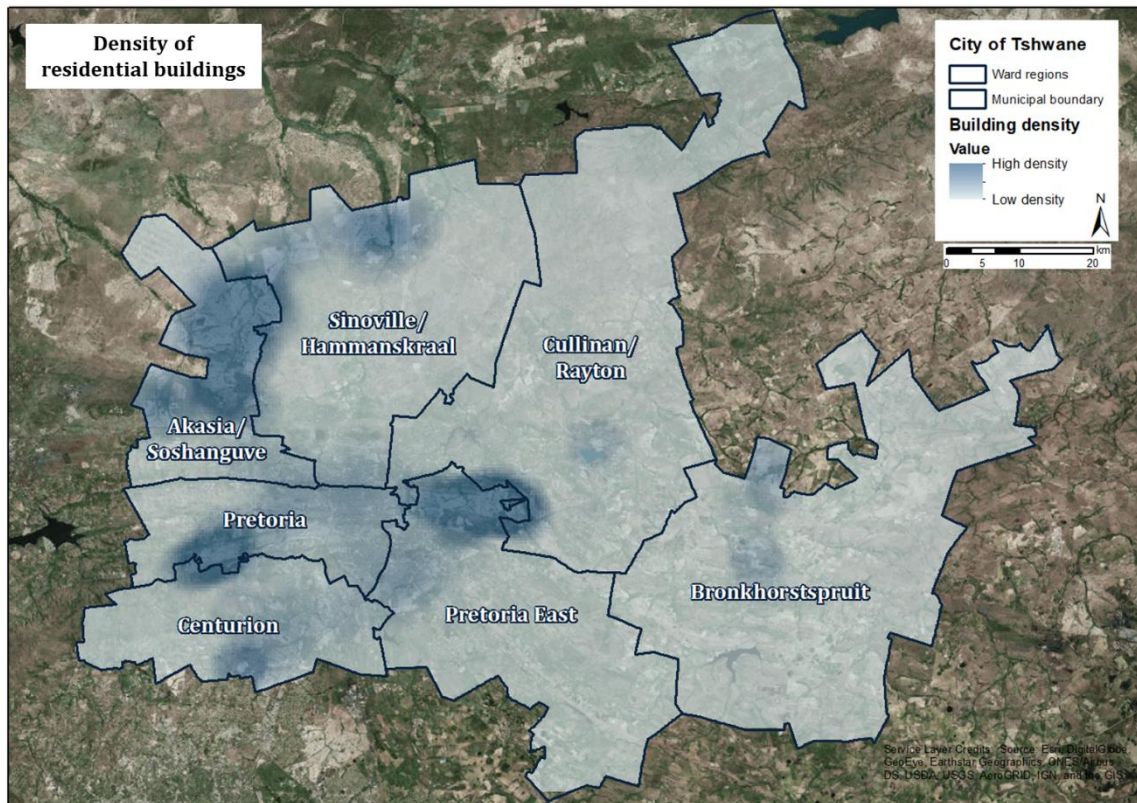 Density of
residential buildings
City of Tshwane
Ward regions
Municipal boundary
Building density
Value
High density
Low density
N
km
0 5 10 20
Sinoville/
Hammanskraal
Cullinan/
Rayton
Akasia/
Soshanguve
Pretoria
Bronkhorstspruit
Pretoria East
Centurion
Service Layer Credits: Source: Esri, DigitalGlobe,
GeoEye, Earthstar Geographics, CNES/Airbus
DS, USDA, USGS, AeroGRID, IGN, and the GIS